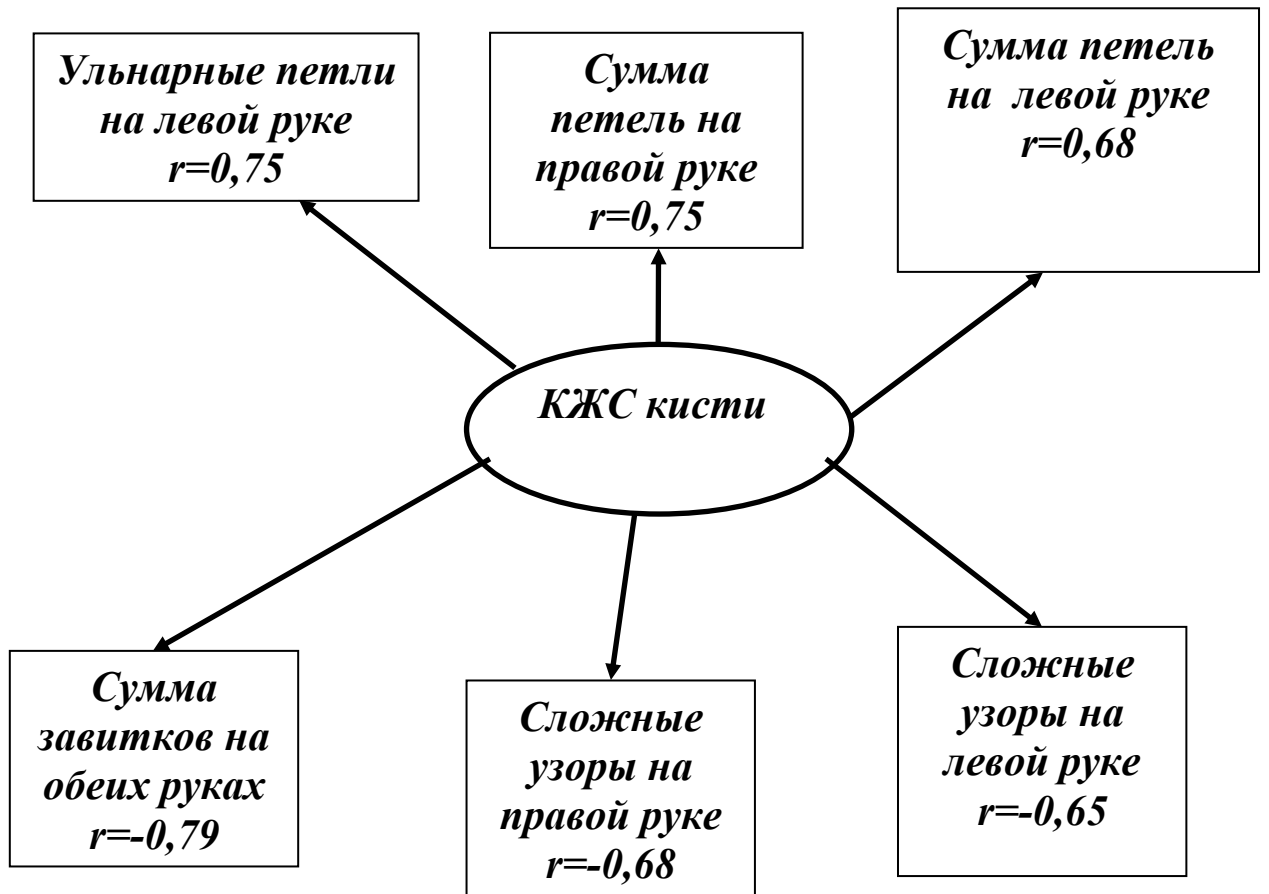 Ульнарные петли
на левой руке
r=0,75
Сумма
петель на
правой руке
r=0,75
Сумма петель
на левой руке
r=0,68
КЖС кисти
Сумма
завитков на
обеих руках
r=-0,79
Сложные
узоры на
правой руке
r=-0,68
Сложные
узоры на
левой руке
r=-0,65